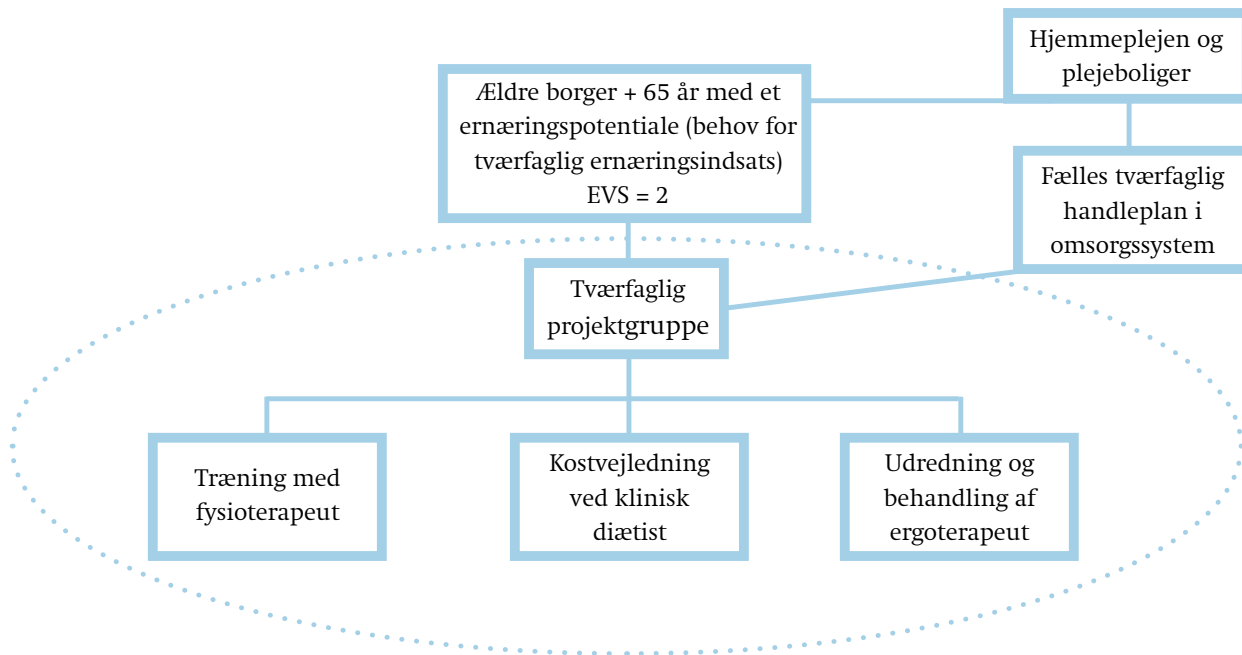 Hjemmeplejen og
plejeboliger
Ældre borger + 65 år med et
ernæringspotentiale (behov for
tværfaglig ernæringsindsats)
EVS = 2
Fælles tværfaglig
handleplan i
omsorgssystem
Tværfaglig
projektgruppe
Træning med
fysioterapeut
Kostvejledning
ved klinisk
diætist
Udredning og
behandling af
ergoterapeut